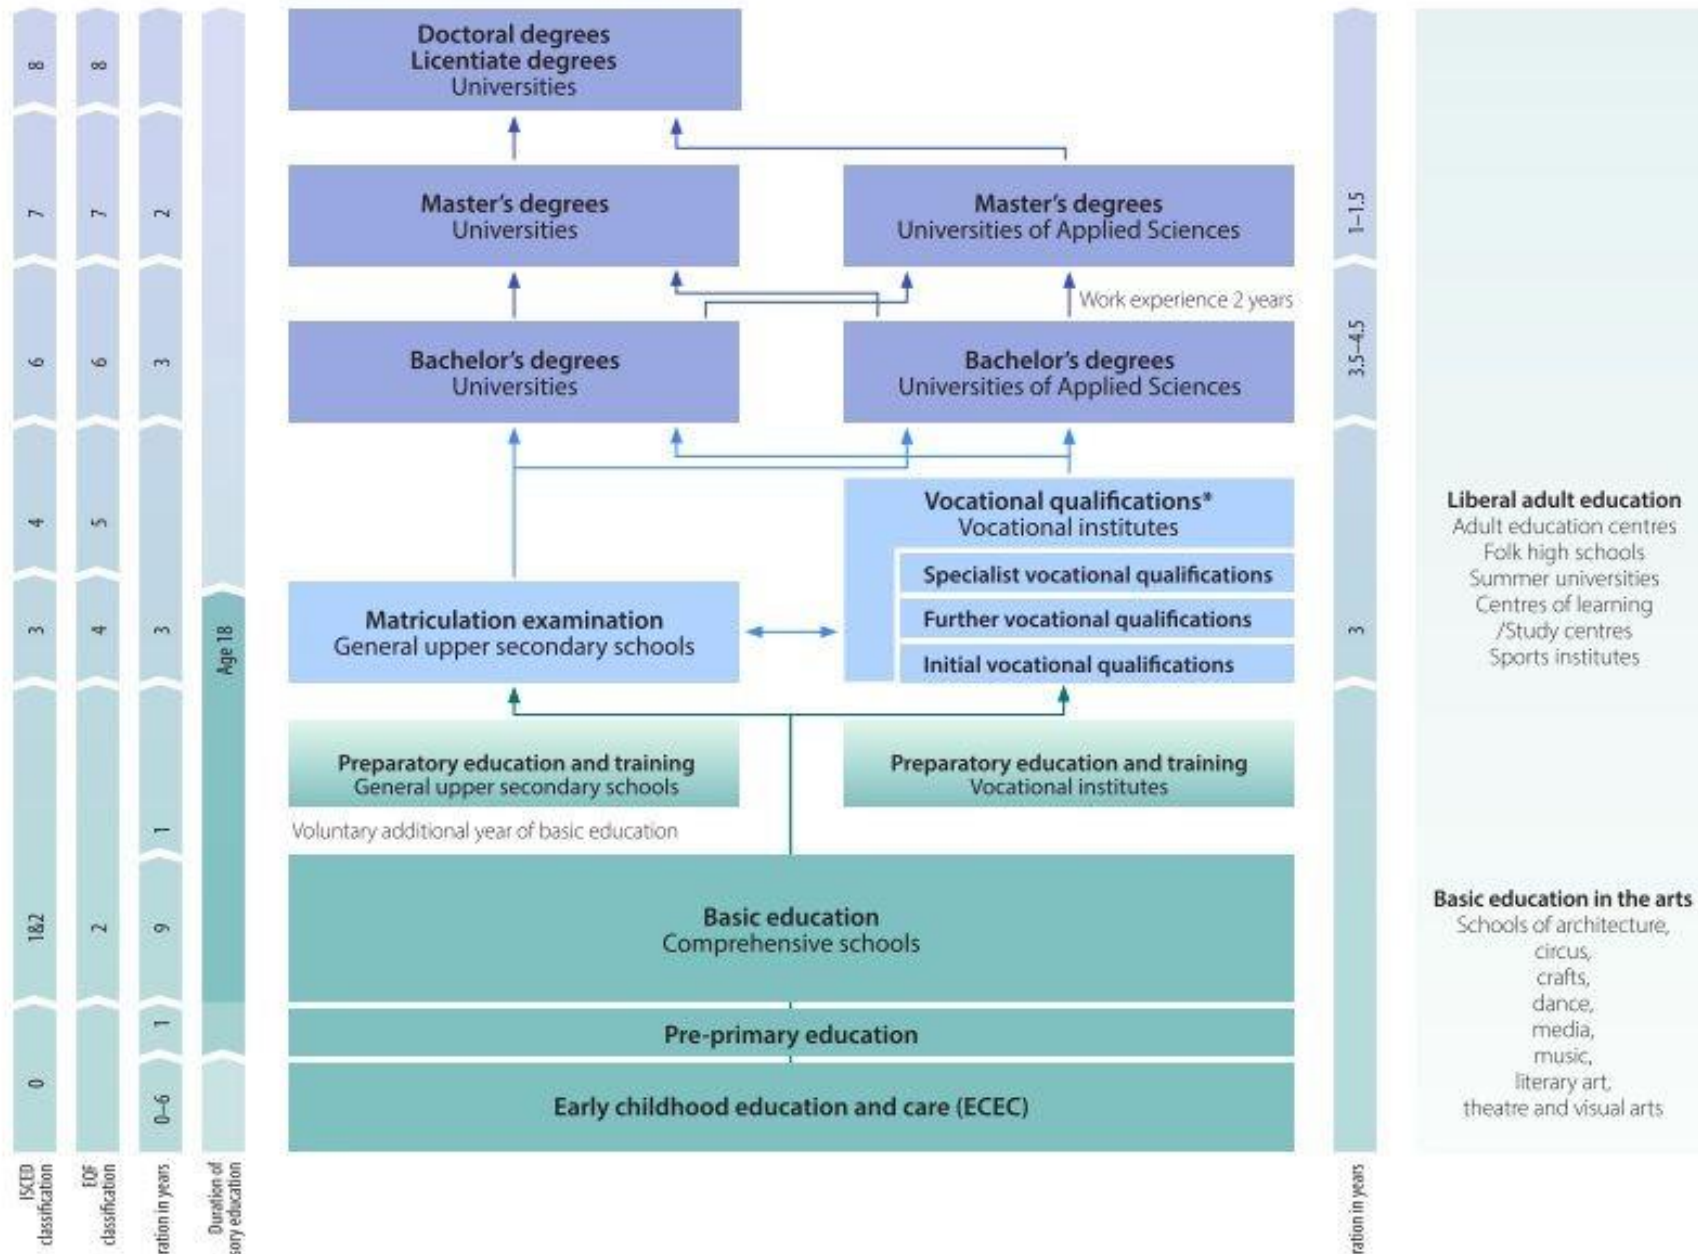 Doctoral degrees
Licentiate degrees
Universities
Master's degrees
Universities
Master's degrees
Universities of Applied Sciences
Work experience 2 years
Bachelor's degrees
Universities
Bachelor's degrees
Universities of Applied Sciences
Vocational qualifications*
Vocational institutes
Specialist vocational qualifications
Further vocational qualifications
Initial vocational qualifications
Matriculation examination
General upper secondary schools
Preparatory education and training
General upper secondary schools
Preparatory education and training
Vocational institutes
Voluntary additional year of basic education
Basic education
Comprehensive schools
Pre-primary education
Early childhood education and care (ECEC)
8
7
6
4
3
1&2
0
ISCED
classification
8
7
6
5
4
2
EQF
classification
2
3
3
1
9
1
0–6
ration in years
Age 18
Duration of
sory education
1–1.5
3.5–4.5
3
ration in years
Liberal adult education
Adult education centres
Folk high schools
Summer universities
Centres of learning
/Study centres
Sports institutes
Basic education in the arts
Schools of architecture,
circus,
crafts,
dance,
media,
music,
literary art,
theatre and visual arts